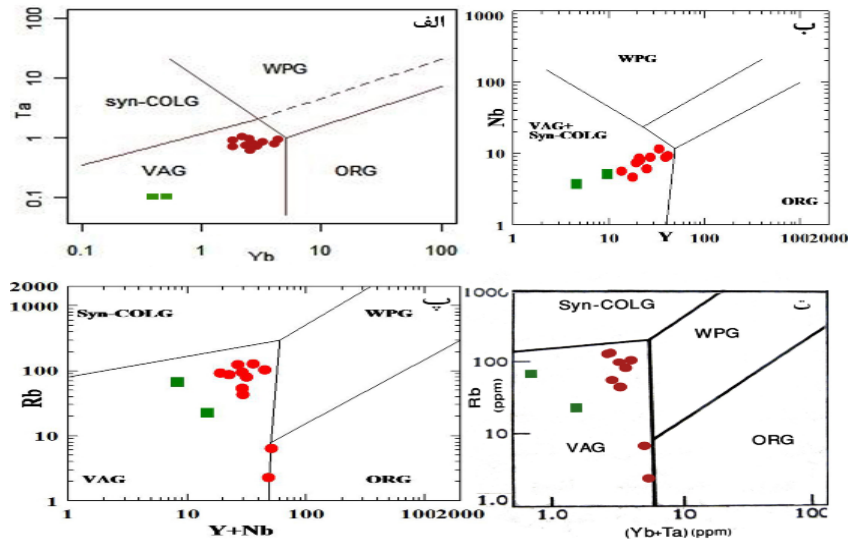 100
الف
WPG
10
syn-COLG
Ta
1
VAG
ORG
0.1
0.1
1
10
100
Yb
1000
ب
WPG
100
Nb
VAG+
Syn-COLG
10
ORG
1
1
10
100
1002000
Y
2000
1000
پ
Syn-COLG
WPG
100
Rb
10
VAG
ORG
1
1
10
100
1002000
Y+Nb
1000
ت
Syn-COLG
WPG
100
Rb
(ppm)
10
VAG
ORG
1.0
1.0
10
100
(Yb+Ta) (ppm)